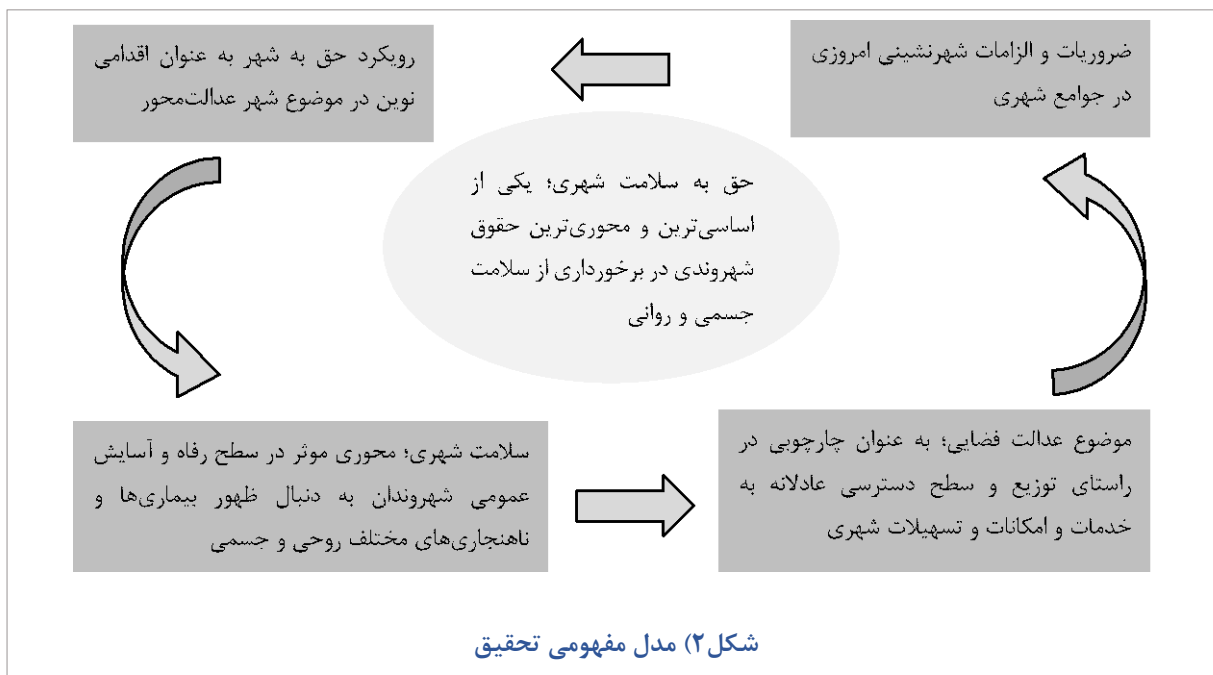 ضروریات و الزامات شهرنشینی امروزی
در جوامع شهری
رویکرد حق به شهر به عنوان اقدامی
نوین در موضوع شهر عدالت‌محور
حق به سلامت شهری؛ یکی از
اساسی‌ترین و محوری‌ترین حقوق
شهروندی در برخورداری از سلامت
جسمی و روانی
سلامت شهری؛ محوری موثر در سطح رفاه و آسایش
عمومی شهروندان به دنبال ظهور بیماری‌ها و
ناهنجاری‌های مختلف روحی و جسمی
موضوع عدالت فضایی؛ به عنوان چارچوبی در
راستای توزیع و سطح دسترسی عادلانه به
خدمات و امکانات و تسهیلات شهری
شکل۲) مدل مفهومی تحقیق